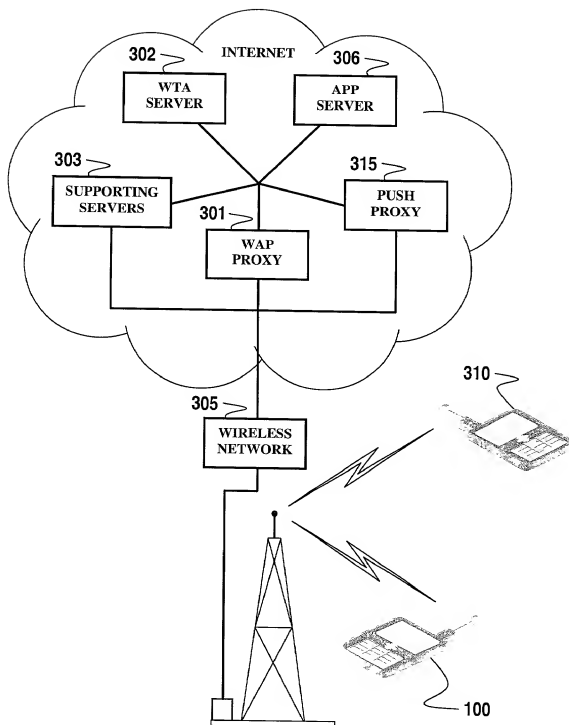 INTERNET
302
306
WTA
SERVER
APP
SERVER
303
315
SUPPORTING
SERVERS
PUSH
PROXY
301
WAP
PROXY
305
WIRELESS
NETWORK
310
100